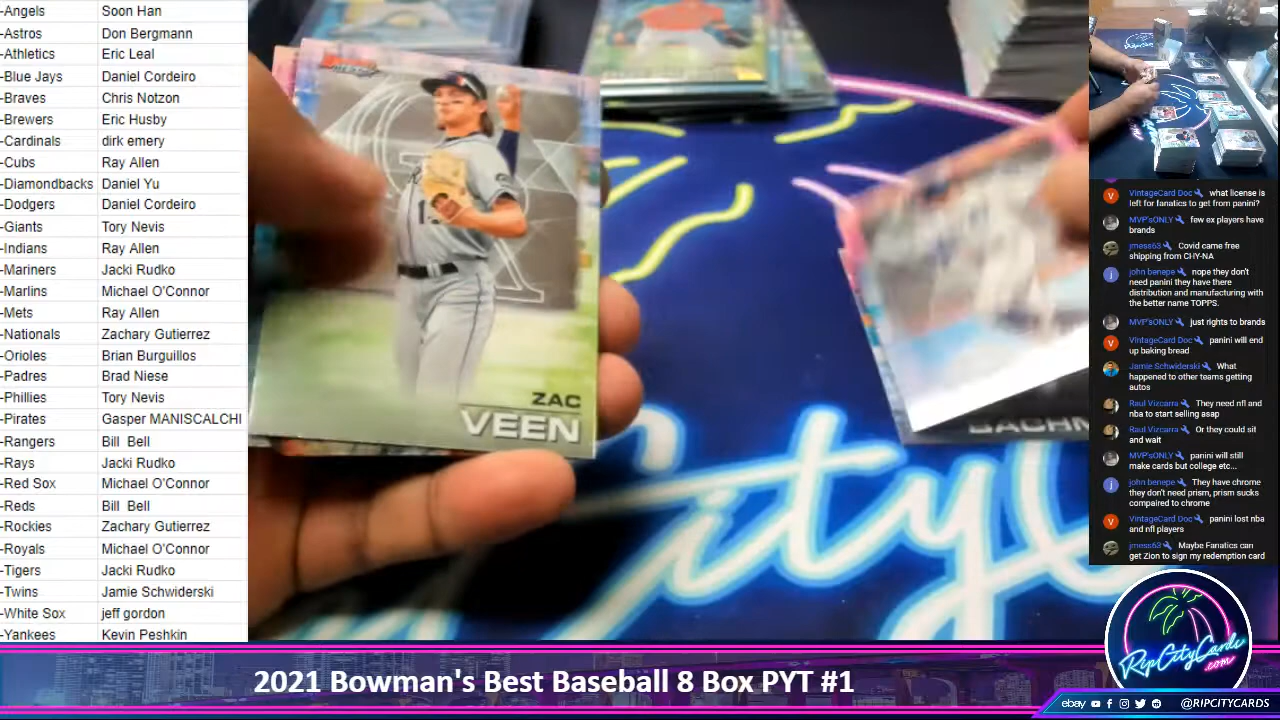 -Angels Soon Han
-Astros Don Bergmann
-Athletics Eric Leal
-Blue Jays Daniel Cordeiro
-Braves Chris Notzon
-Brewers Eric Husby
-Cardinals dirk emery
-Cubs Ray Allen
-Diamondbacks Daniel Yu
-Dodgers Daniel Cordeiro
-Giants Tory Nevis
-Indians Ray Allen
-Mariners Jacki Rudko
-Marlins Michael O'Connor
-Mets Ray Allen
-Nationals Zachary Gutierrez
-Orioles Brian Burguillos
-Padres Brad Niese
-Phillies Tory Nevis
-Pirates Gasper MANISCALCHI
-Rangers Bill Bell
-Rays Jacki Rudko
-Red Sox Michael O'Connor
-Reds Bill Bell
-Rockies Zachary Gutierrez
-Royals Michael O'Connor
-Tigers Jacki Rudko
-Twins Jamie Schwiderski
-White Sox jeff gordon
-Yankees Kevin Peshkin
ZAC
VEEN
ityC
V VintageCard Doc what license is
left for fanatics to get from panini?
MVP'sONLY few ex players have
brands
jmess63 Covid came free
shipping from CHY-NA
j john benepe nope they don't
need panini they have there
distribution and manufacturing with
the better name TOPPS.
MVP'sONLY just rights to brands
V VintageCard Doc panini will end
up baking bread
Jamie Schwiderski What
happened to other teams getting
autos
Raul Vizcarra They need nfl and
nba to start selling asap
Raul Vizcarra Or they could sit
and wait
MVP'sONLY panini will still
make cards but college etc...
j john benepe They have chrome
they don't need prism, prism sucks
compaired to chrome
V VintageCard Doc panini lost nba
and nfl players
jmess63 Maybe Fanatics can
get Zion to sign my redemption card
RipCityCards
.com
2021 Bowman's Best Baseball 8 Box PYT #1
ebay @RIPCITYCARDS